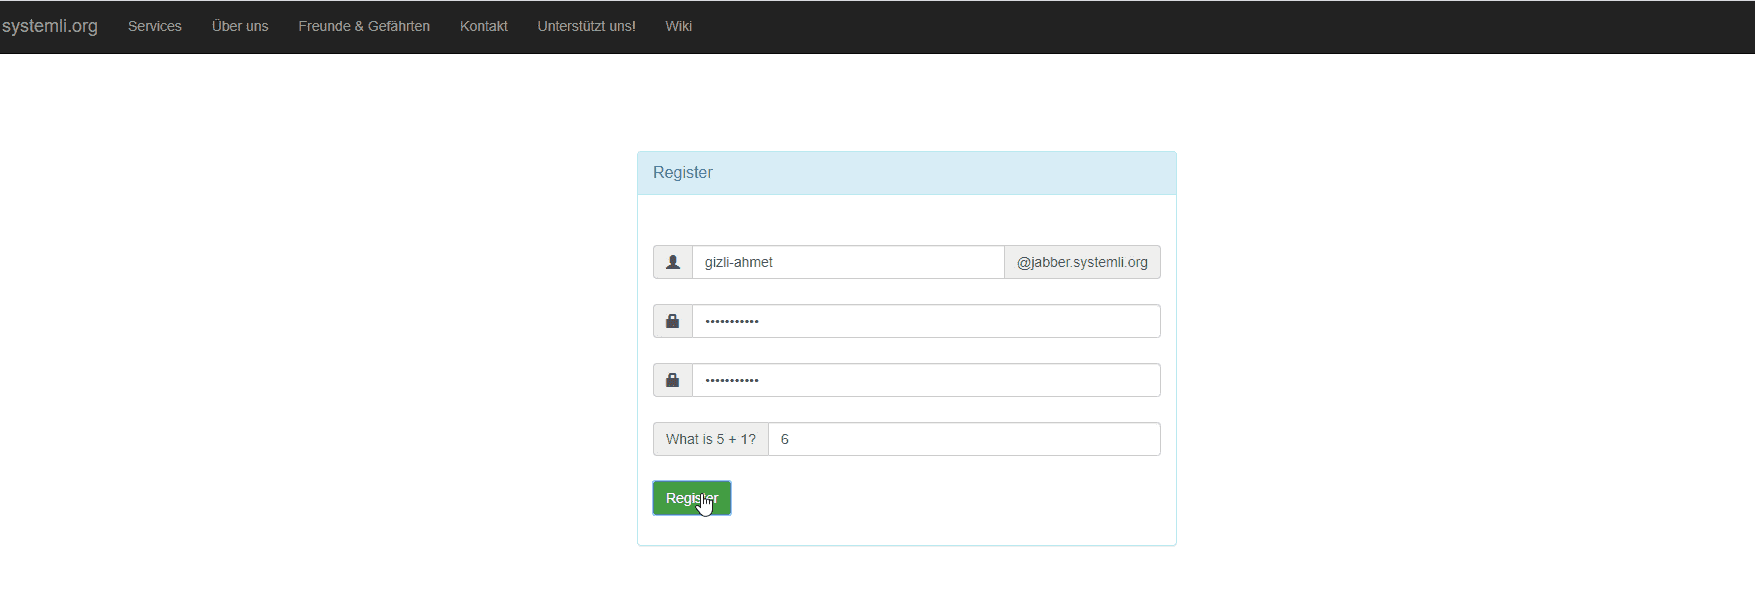 systemli.org Services Über uns Freunde & Gefährten Kontakt Unterstützt uns! Wiki
Register
gizli-ahmet @jabber.systemli.org
•••••••••••
•••••••••••
What is 5 + 1? 6
Register